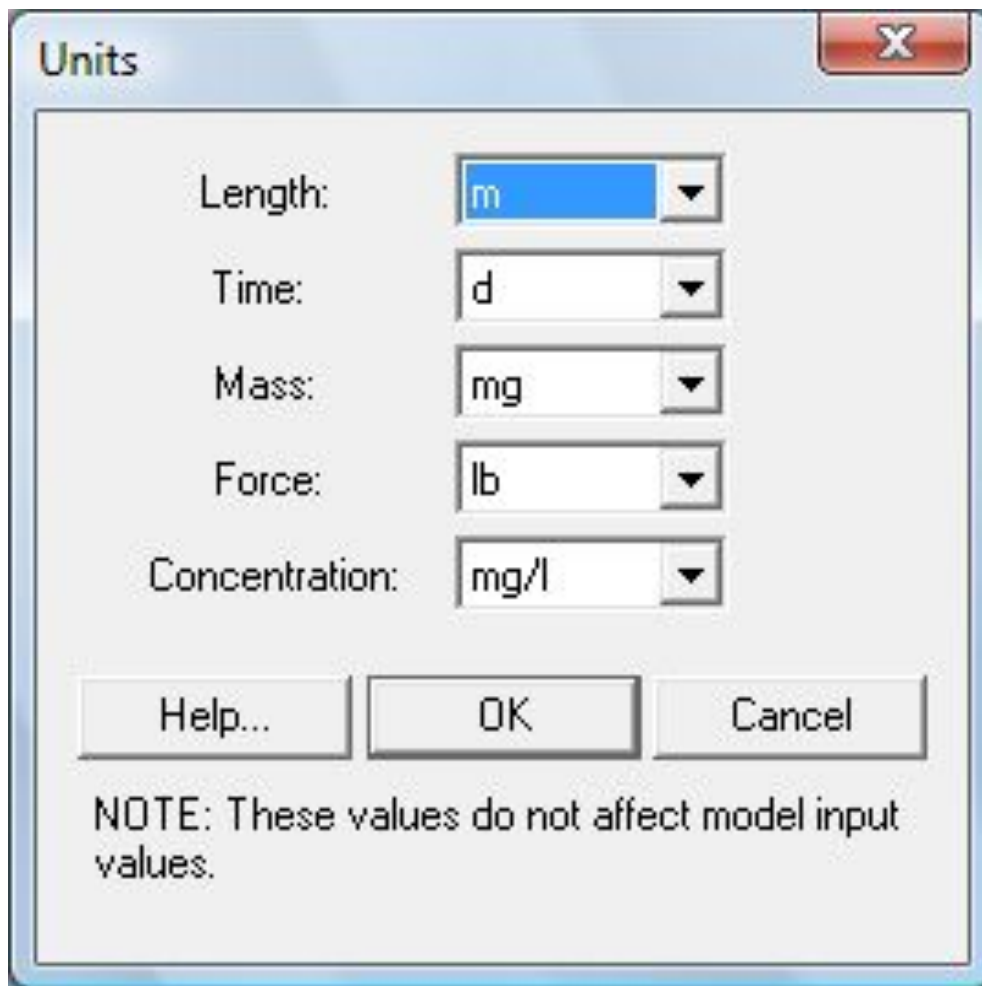 Units
Length: m
Time: d
Mass: mg
Force: lb
Concentration: mg/l
Help... OK Cancel
NOTE: These values do not affect model input
values.